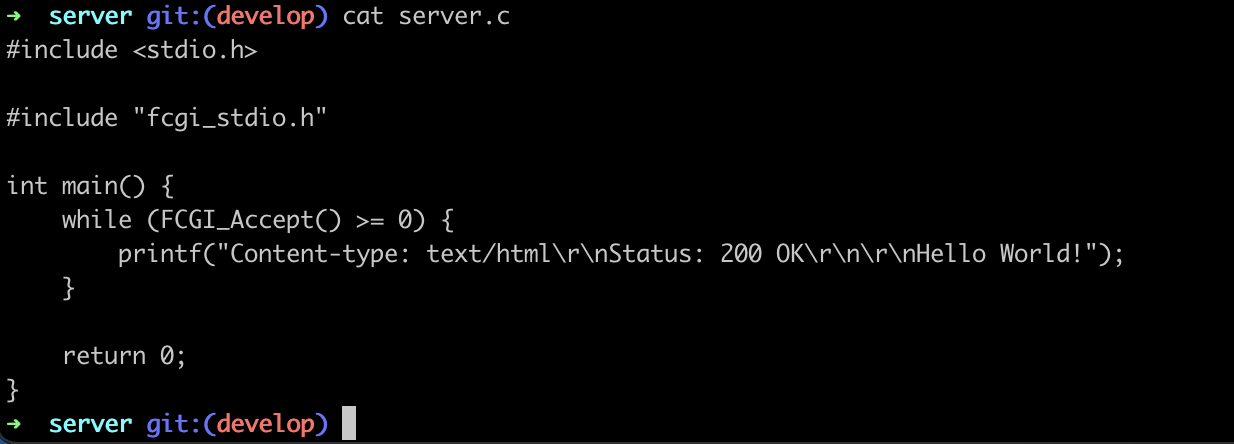 ➜  server git:(develop) cat server.c
#include <stdio.h>

#include "fcgi_stdio.h"

int main() {
    while (FCGI_Accept() >= 0) {
        printf("Content-type: text/html\r\nStatus: 200 OK\r\n\r\nHello World!");
    }

    return 0;
}
➜  server git:(develop)